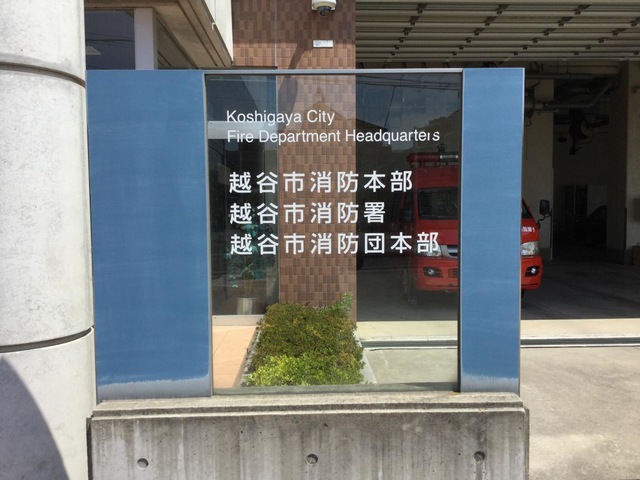 Koshigaya City
Fire Department Headquarters
越谷市消防本部
越谷市消防署
越谷市消防団本部